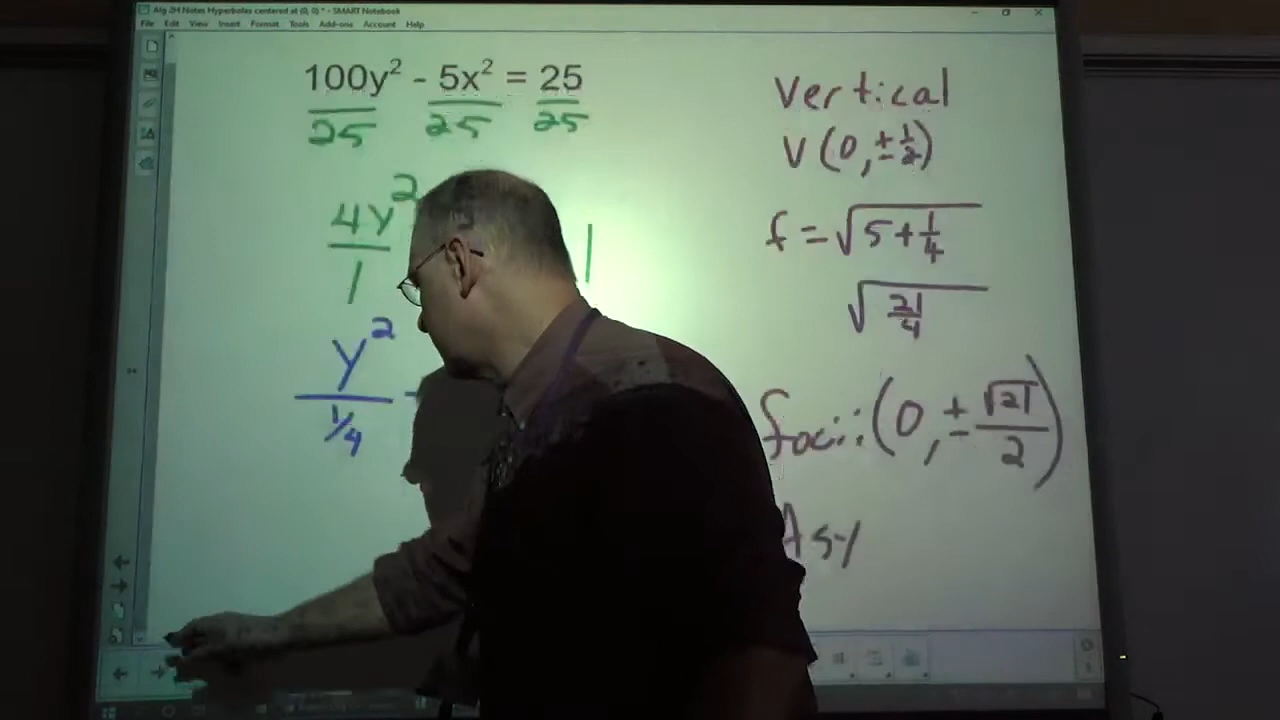 Alg 2H Notes Hyperbolas centered at (0, 0) * - SMART Notebook
File Edit View Insert Format Tools Add-ons Account Help
100y² - 5x² = 25
25 25 25
4y² 1
1
y²
1/4
Vertical
V (0, ± 1/2)
f = √5 + 1/4
√21/4
foci: (0, ± √21/2)
Asy